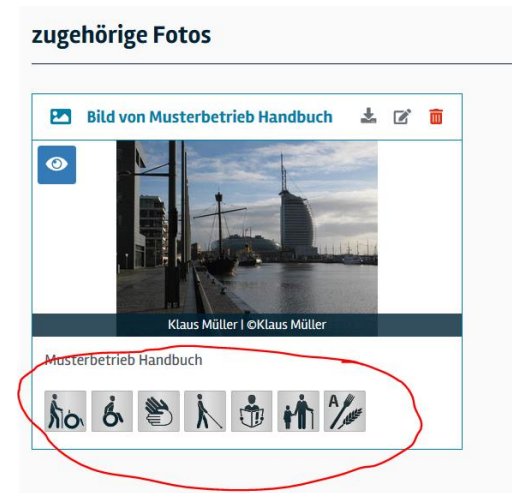 zugehörige Fotos
Bild von Musterbetrieb Handbuch
Klaus Müller | ©Klaus Müller
Musterbetrieb Handbuch
A